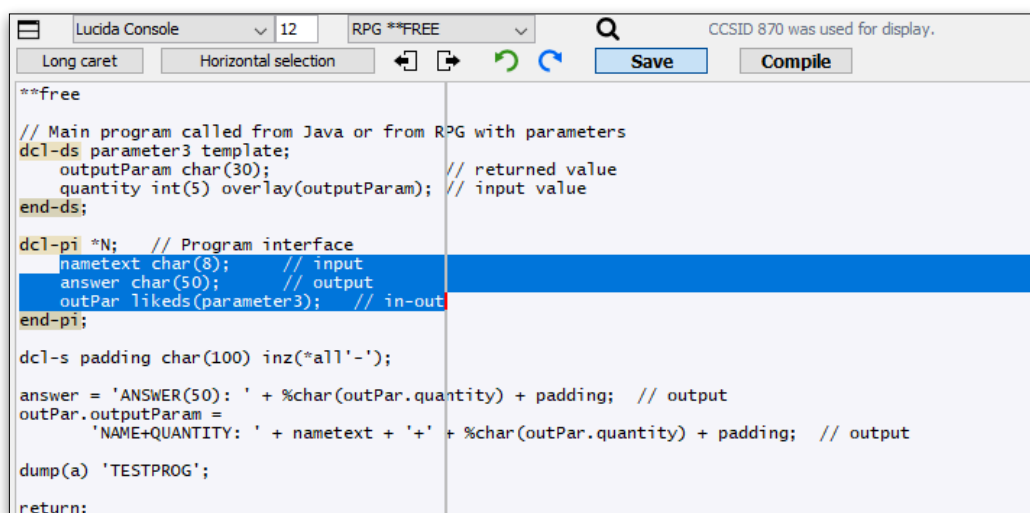 Lucida Console 12 RPG **FREE CCSID 870 was used for display.
Long caret Horizontal selection Save Compile
**free
// Main program called from Java or from RPG with parameters
dcl-ds parameter3 template;
outputParam char(30); // returned value
quantity int(5) overlay(outputParam); // input value
end-ds;
dcl-pi *N; // Program interface
nametext char(8); // input
answer char(50); // output
outPar likeds(parameter3); // in-out
end-pi;
dcl-s padding char(100) inz(*all'-');
answer = 'ANSWER(50): ' + %char(outPar.quantity) + padding; // output
outPar.outputParam =
'NAME+QUANTITY: ' + nametext + '+' + %char(outPar.quantity) + padding; // output
dump(a) 'TESTPROG';
return;